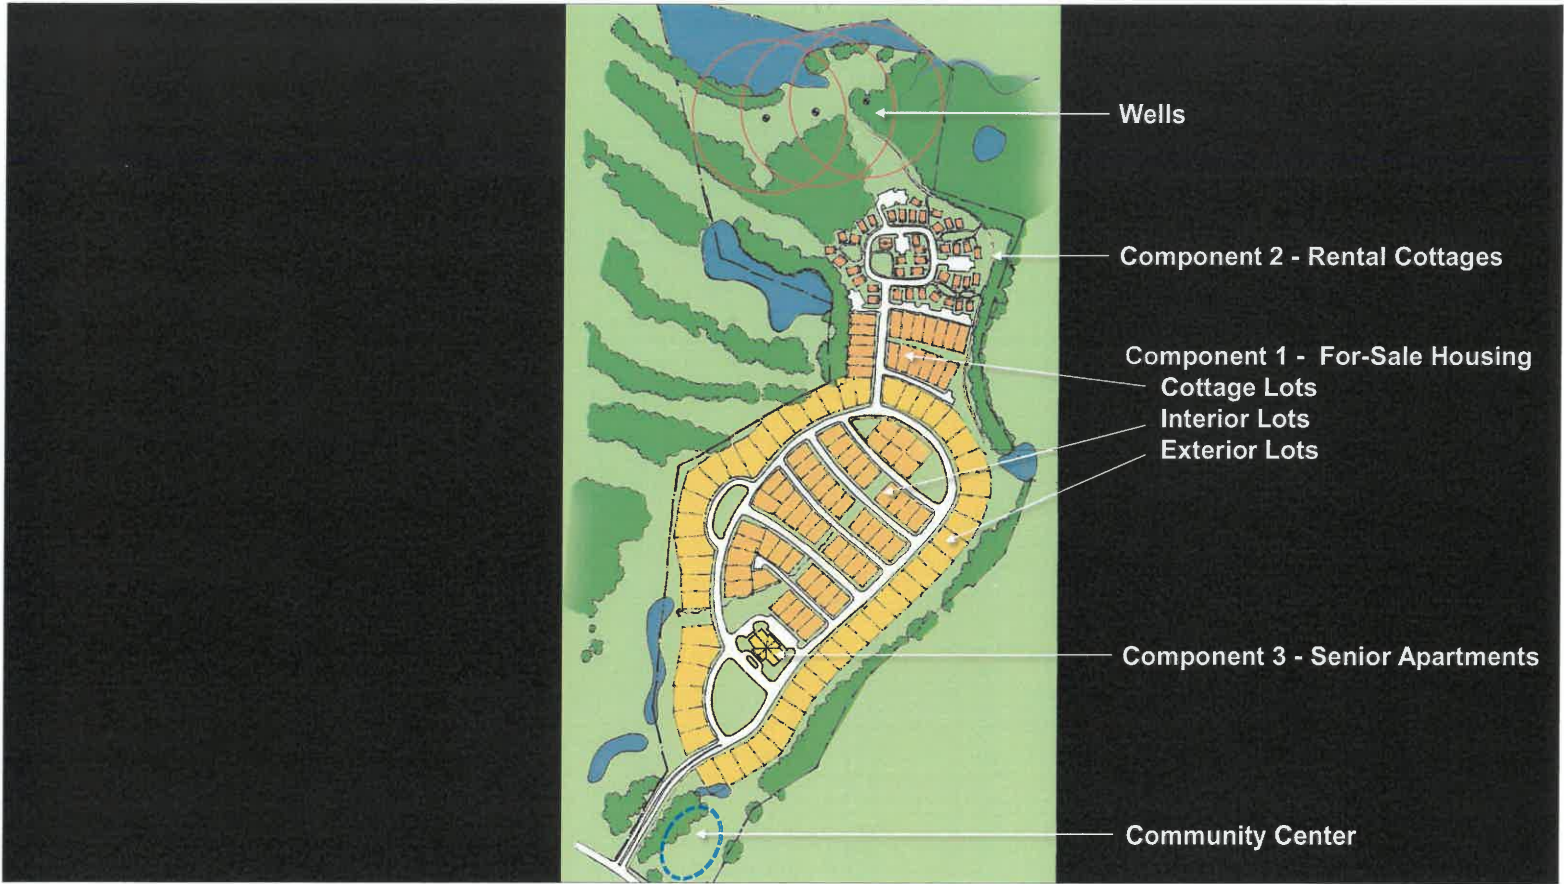 Wells
Component 2 - Rental Cottages
Component 1 - For-Sale Housing
Cottage Lots
Interior Lots
Exterior Lots
Component 3 - Senior Apartments
Community Center